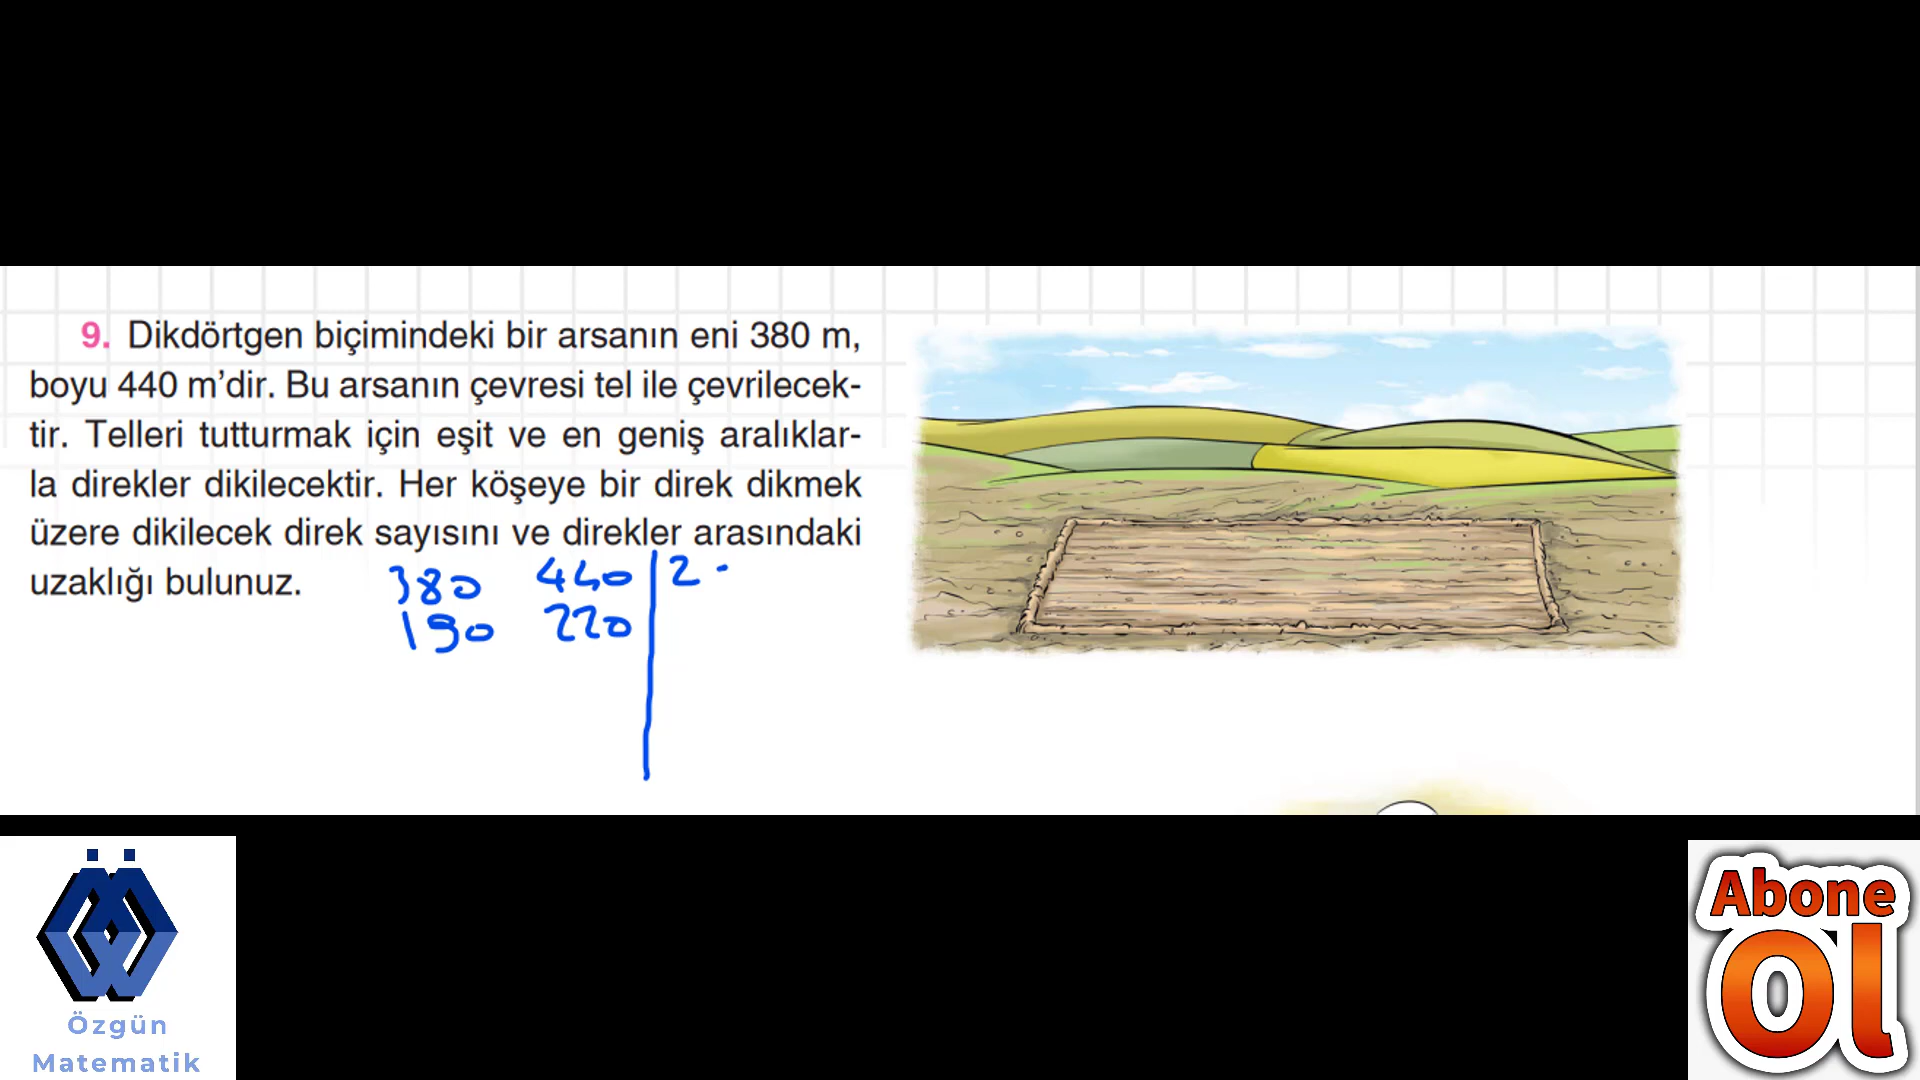 9. Dikdörtgen biçimindeki bir arsanın eni 380 m,
boyu 440 m’dir. Bu arsanın çevresi tel ile çevrilecek-
tir. Telleri tutturmak için eşit ve en geniş aralıklar-
la direkler dikilecektir. Her köşeye bir direk dikmek
üzere dikilecek direk sayısını ve direkler arasındaki
uzaklığı bulunuz.
380 440 2 •
190 220
Özgün
Matematik
Abone
Ol